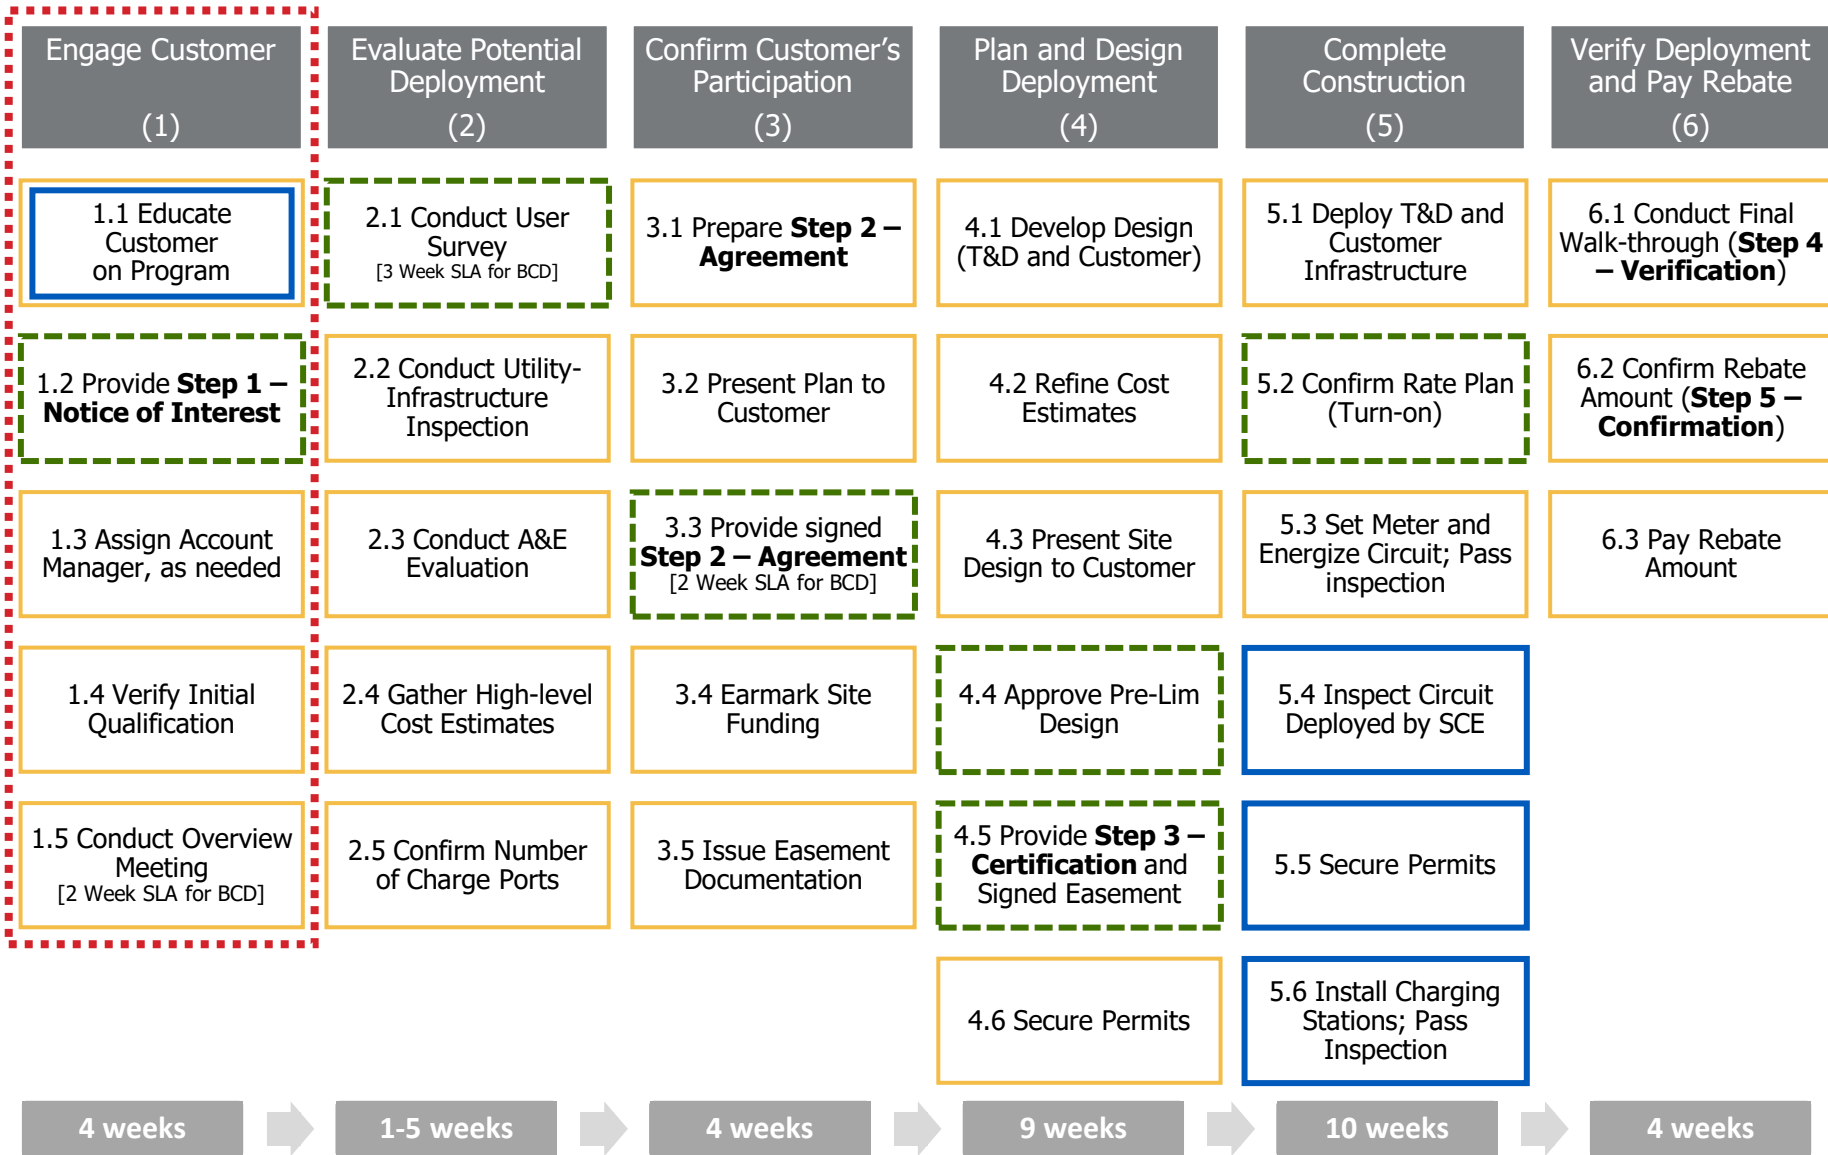 Engage Customer
(1)
Evaluate Potential
Deployment
(2)
Confirm Customer’s
Participation
(3)
Plan and Design
Deployment
(4)
Complete
Construction
(5)
Verify Deployment
and Pay Rebate
(6)
1.1 Educate
Customer
on Program
2.1 Conduct User
Survey
[3 Week SLA for BCD]
3.1 Prepare Step 2 –
Agreement
4.1 Develop Design
(T&D and Customer)
5.1 Deploy T&D and
Customer
Infrastructure
6.1 Conduct Final
Walk-through (Step 4
– Verification)
1.2 Provide Step 1 –
Notice of Interest
2.2 Conduct Utility-
Infrastructure
Inspection
3.2 Present Plan to
Customer
4.2 Refine Cost
Estimates
5.2 Confirm Rate Plan
(Turn-on)
6.2 Confirm Rebate
Amount (Step 5 –
Confirmation)
1.3 Assign Account
Manager, as needed
2.3 Conduct A&E
Evaluation
3.3 Provide signed
Step 2 – Agreement
[2 Week SLA for BCD]
4.3 Present Site
Design to Customer
5.3 Set Meter and
Energize Circuit; Pass
inspection
6.3 Pay Rebate
Amount
1.4 Verify Initial
Qualification
2.4 Gather High-level
Cost Estimates
3.4 Earmark Site
Funding
4.4 Approve Pre-Lim
Design
5.4 Inspect Circuit
Deployed by SCE
1.5 Conduct Overview
Meeting
[2 Week SLA for BCD]
2.5 Confirm Number
of Charge Ports
3.5 Issue Easement
Documentation
4.5 Provide Step 3 –
Certification and
Signed Easement
5.5 Secure Permits
4.6 Secure Permits
5.6 Install Charging
Stations; Pass
Inspection
4 weeks
1-5 weeks
4 weeks
9 weeks
10 weeks
4 weeks